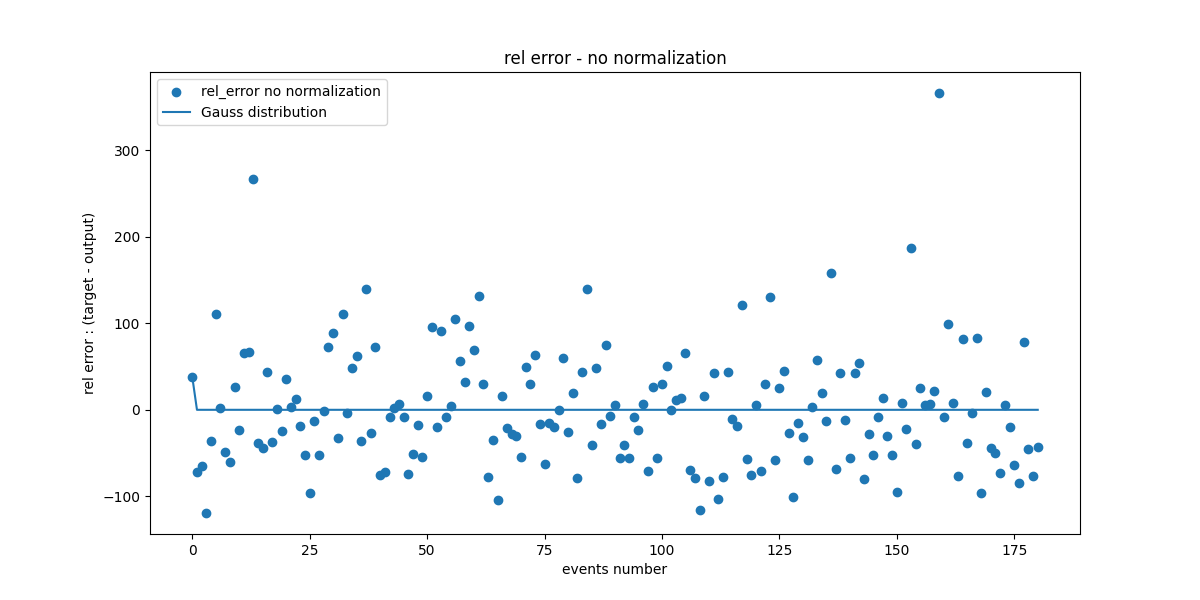 rel error - no normalization
rel_error no normalization
Gauss distribution
rel error : (target - output)
300
200
100
0
−100
0 25 50 75 100 125 150 175
events number